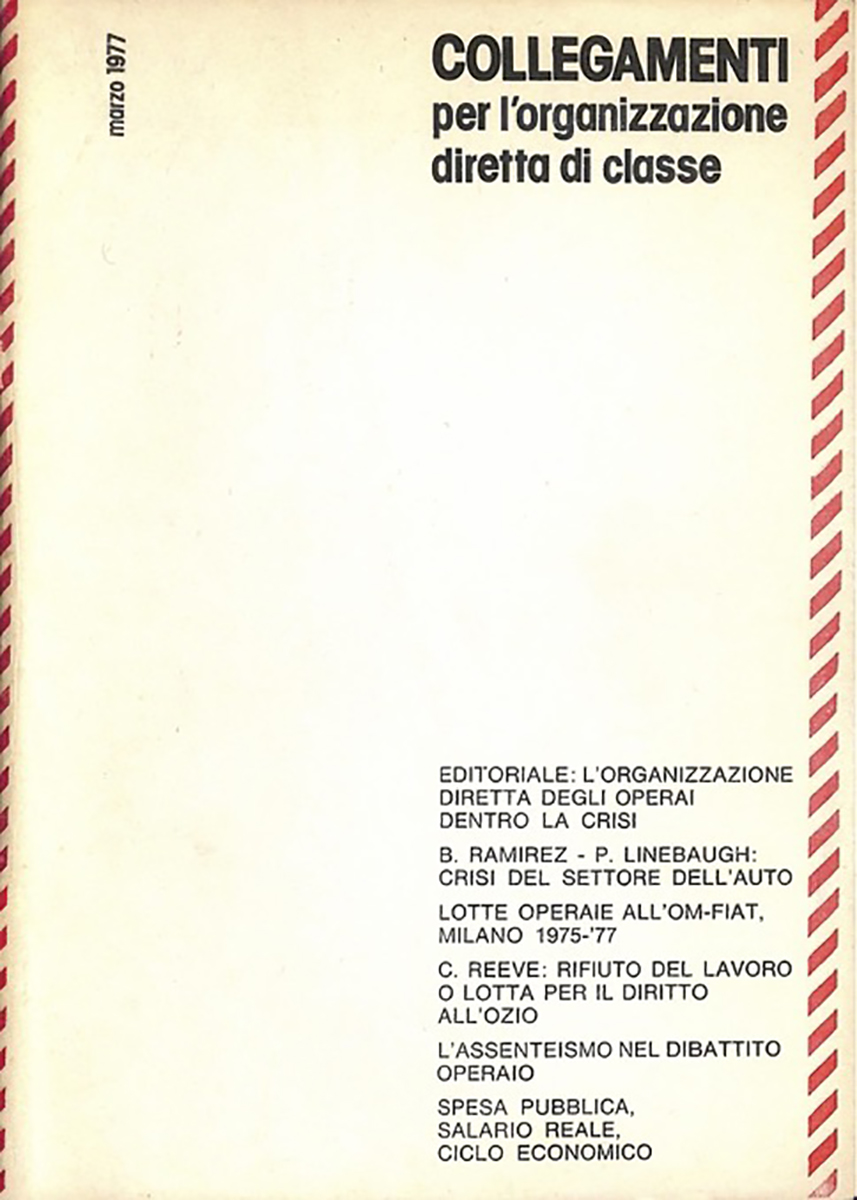 marzo 1977
COLLEGAMENTI
per l'organizzazione
diretta di classe
EDITORIALE: L'ORGANIZZAZIONE
DIRETTA DEGLI OPERAI
DENTRO LA CRISI
B. RAMIREZ - P. LINEBAUGH:
CRISI DEL SETTORE DELL'AUTO
LOTTE OPERAIE ALL'OM-FIAT,
MILANO 1975-'77
C. REEVE: RIFIUTO DEL LAVORO
O LOTTA PER IL DIRITTO
ALL'OZIO
L'ASSENTEISMO NEL DIBATTITO
OPERAIO
SPESA PUBBLICA,
SALARIO REALE,
CICLO ECONOMICO